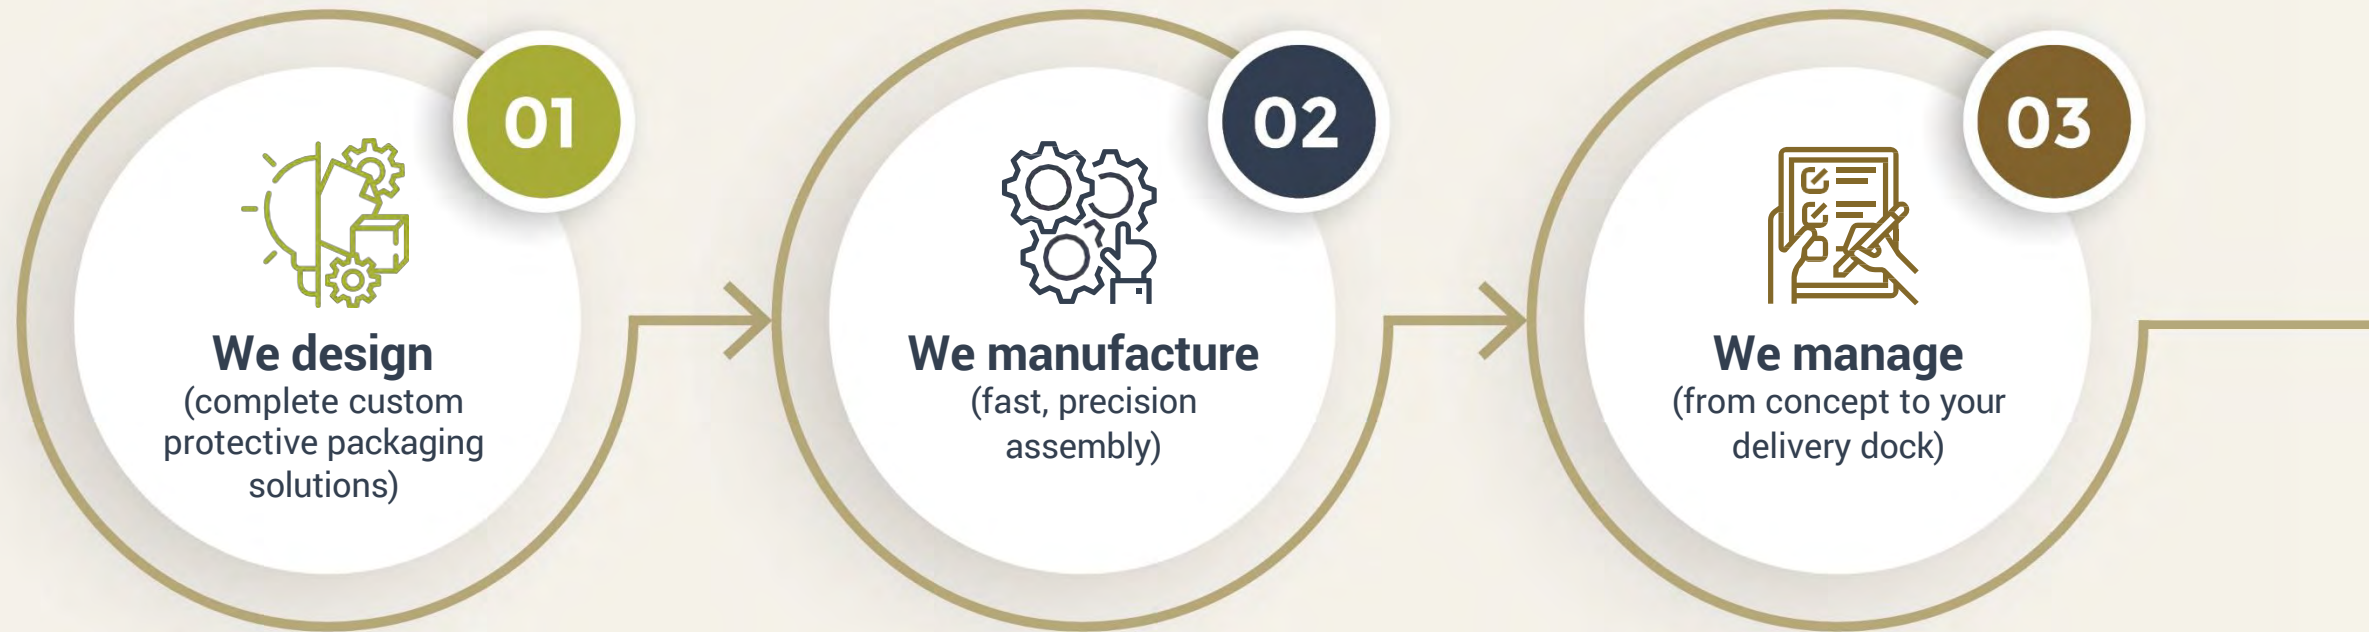 01
We design
(complete custom
protective packaging
solutions)
02
We manufacture
(fast, precision
assembly)
03
We manage
(from concept to your
delivery dock)